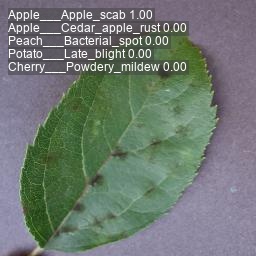 Apple___Apple_scab 1.00
Apple___Cedar_apple_rust 0.00
Peach___Bacterial_spot 0.00
Potato___Late_blight 0.00
Cherry___Powdery_mildew 0.00